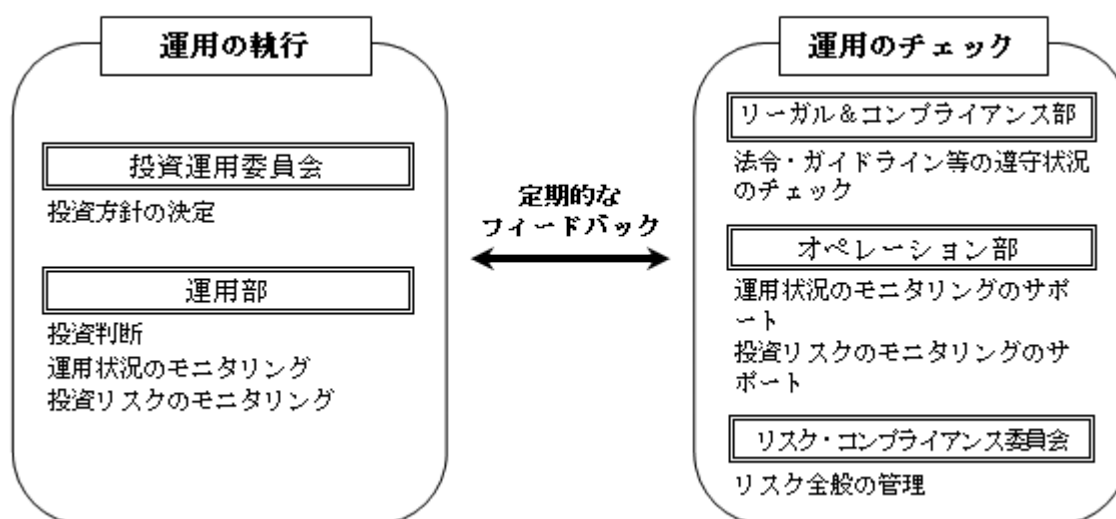 運用の執行
投資運用委員会
投資方針の決定
運用部
投資判断
運用状況のモニタリング
投資リスクのモニタリング
定期的な
フィードバック
運用のチェック
リーガル＆コンプライアンス部
法令・ガイドライン等の遵守状況
のチェック
オペレーション部
運用状況のモニタリングのサポ
ート
投資リスクのモニタリングのサ
ポート
リスク・コンプライアンス委員会
リスク全般の管理